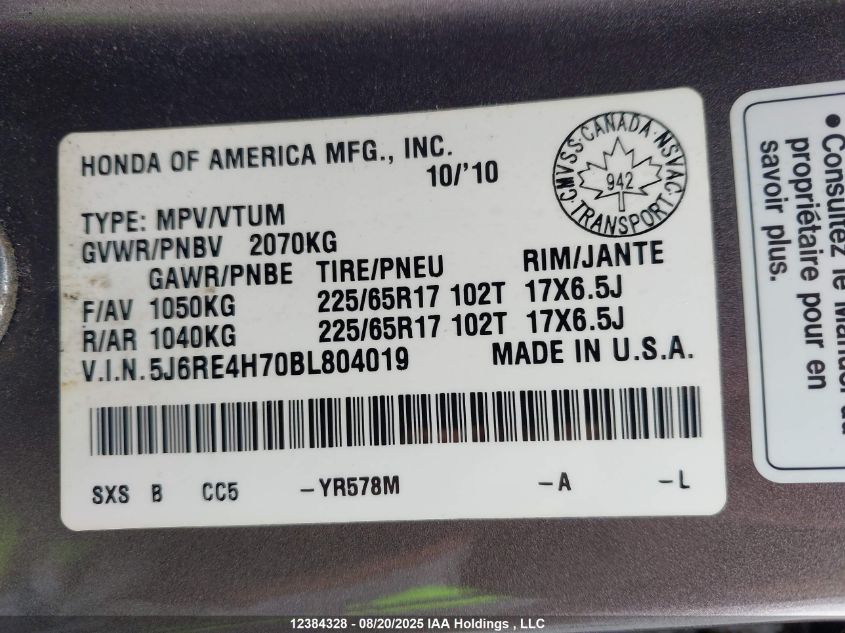 HONDA OF AMERICA MFG., INC.
10/'10
TYPE: MPV/VTUM
GVWR/PNBV 2070KG
GAWR/PNBE TIRE/PNEU RIM/JANTE
F/AV 1050KG 225/65R17 102T 17X6.5J
R/AR 1040KG 225/65R17 102T 17X6.5J
V.I.N. 5J6RE4H70BL804019 MADE IN U.S.A.
SXS B CC5 -YR578M -A -L
CMVSS·CANADA·NSVAC·
942
TRANSPORT
• Consultez le Manuel du
propriétaire pour en
savoir plus.
12384328 - 08/20/2025 IAA Holdings , LLC